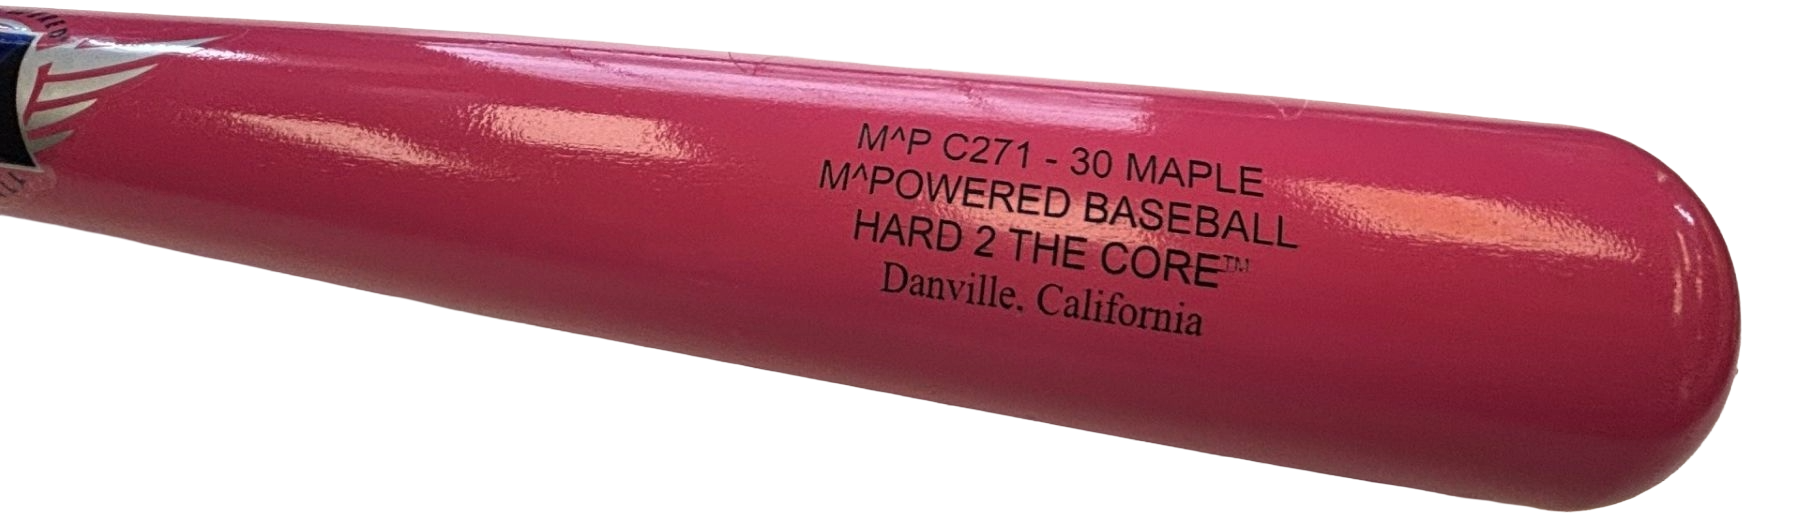 M^P C271 - 30 MAPLE
M^POWERED BASEBALL
HARD 2 THE CORE™
Danville, California